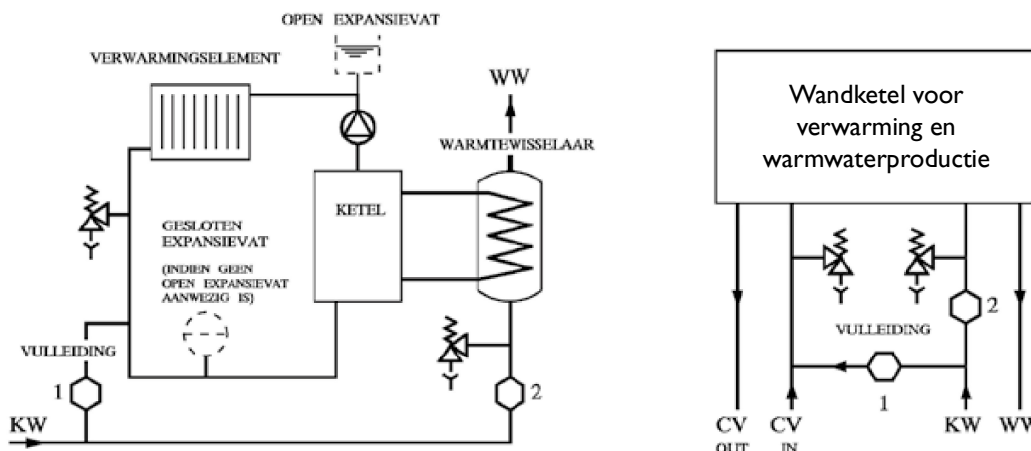 OPEN EXPANSIEVAT
VERWARMINGSELEMENT
WW
WARMTEWISSELAAR
KETEL
GESLOTEN
EXPANSIEVAT
(INDIEN GEEN
OPEN EXPANSIEVAT
AANWEZIG IS)
VULLEIDING
1
2
KW
Wandketel voor
verwarming en
warmwaterproductie
2
VULLEIDING
1
CV CV KW WW
OUT IN